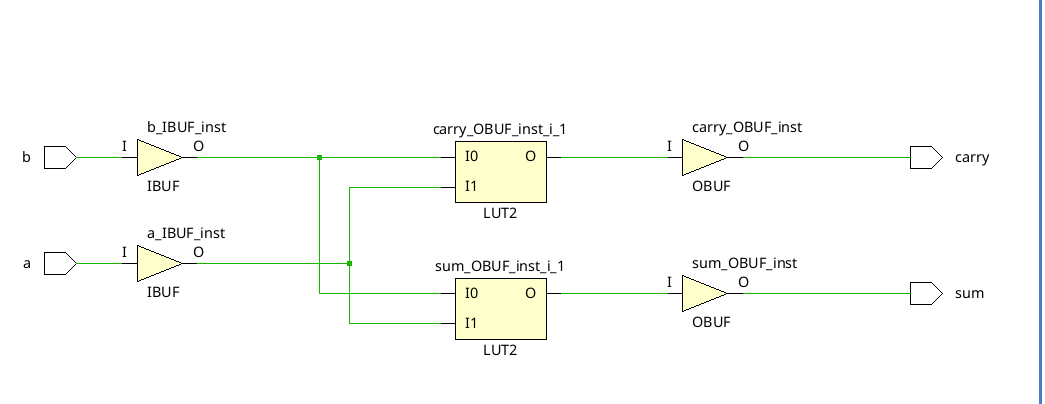 b_IBUF_inst
carry_OBUF_inst_i_1
carry_OBUF_inst
b
I
O
I0
O
I
O
carry
IBUF
I1
OBUF
LUT2
a_IBUF_inst
a
I
O
sum_OBUF_inst_i_1
sum_OBUF_inst
IBUF
I0
O
I
O
sum
I1
OBUF
LUT2